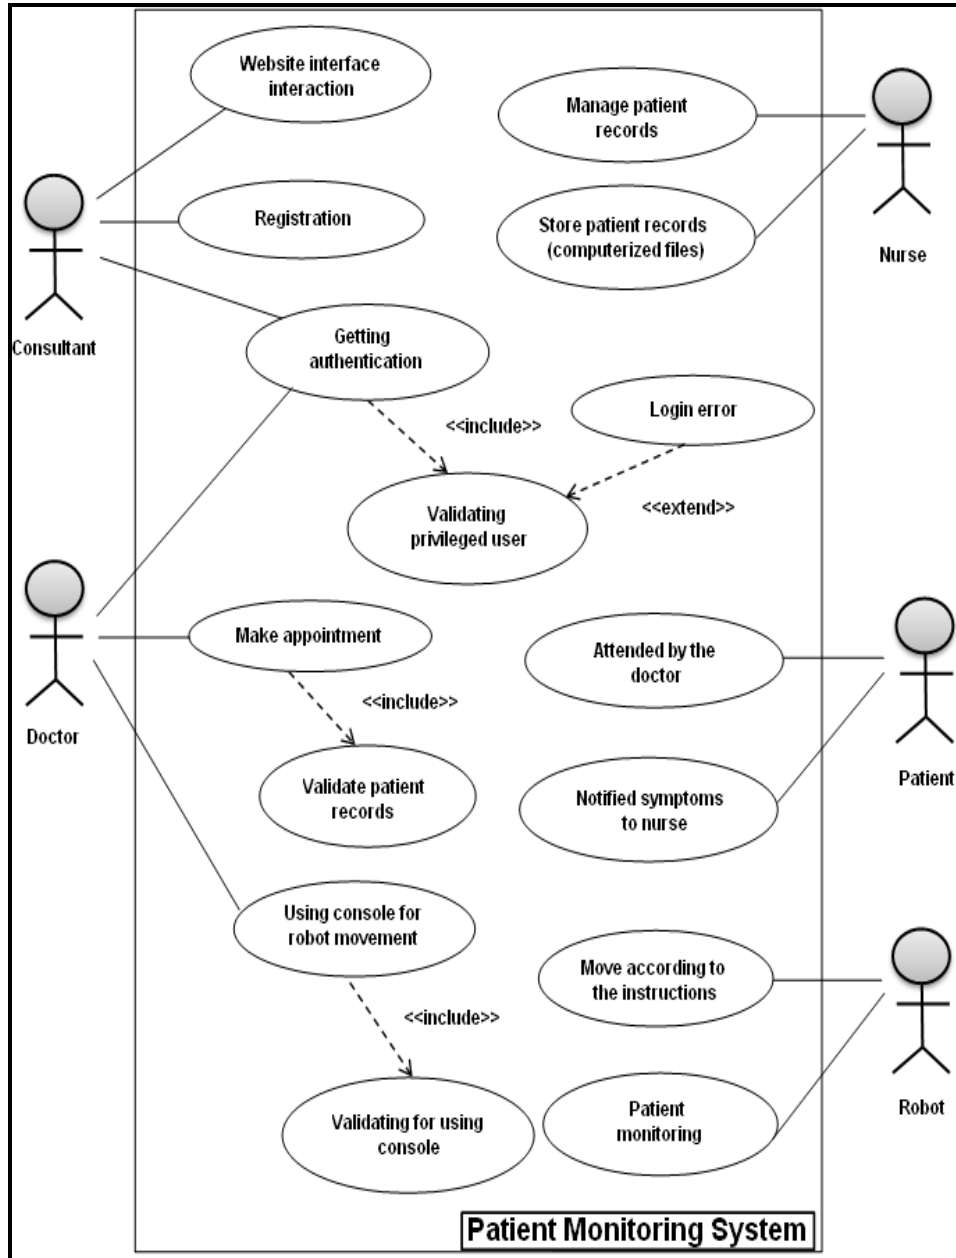 Website interface
interaction
Manage patient
records
Registration
Store patient records
(computerized files)
Nurse
Consultant
Getting
authentication
<<include>>
Login error
Validating
privileged user
<<extend>>
Make appointment
Attended by the
doctor
<<include>>
Doctor
Patient
Validate patient
records
Notified symptoms
to nurse
Using console for
robot movement
Move according to
the instructions
<<include>>
Robot
Validating for using
console
Patient
monitoring
Patient Monitoring System